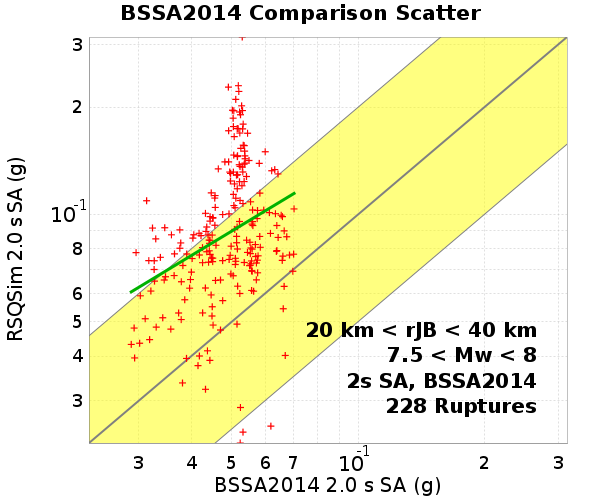 BSSA2014 Comparison Scatter
RSQSim 2.0 s SA (g)
3
2
10^-1
8
6
5
4
3
20 km < rJB < 40 km
7.5 < Mw < 8
2s SA, BSSA2014
228 Ruptures
3 4 5 6 7 10^-1 2 3
BSSA2014 2.0 s SA (g)